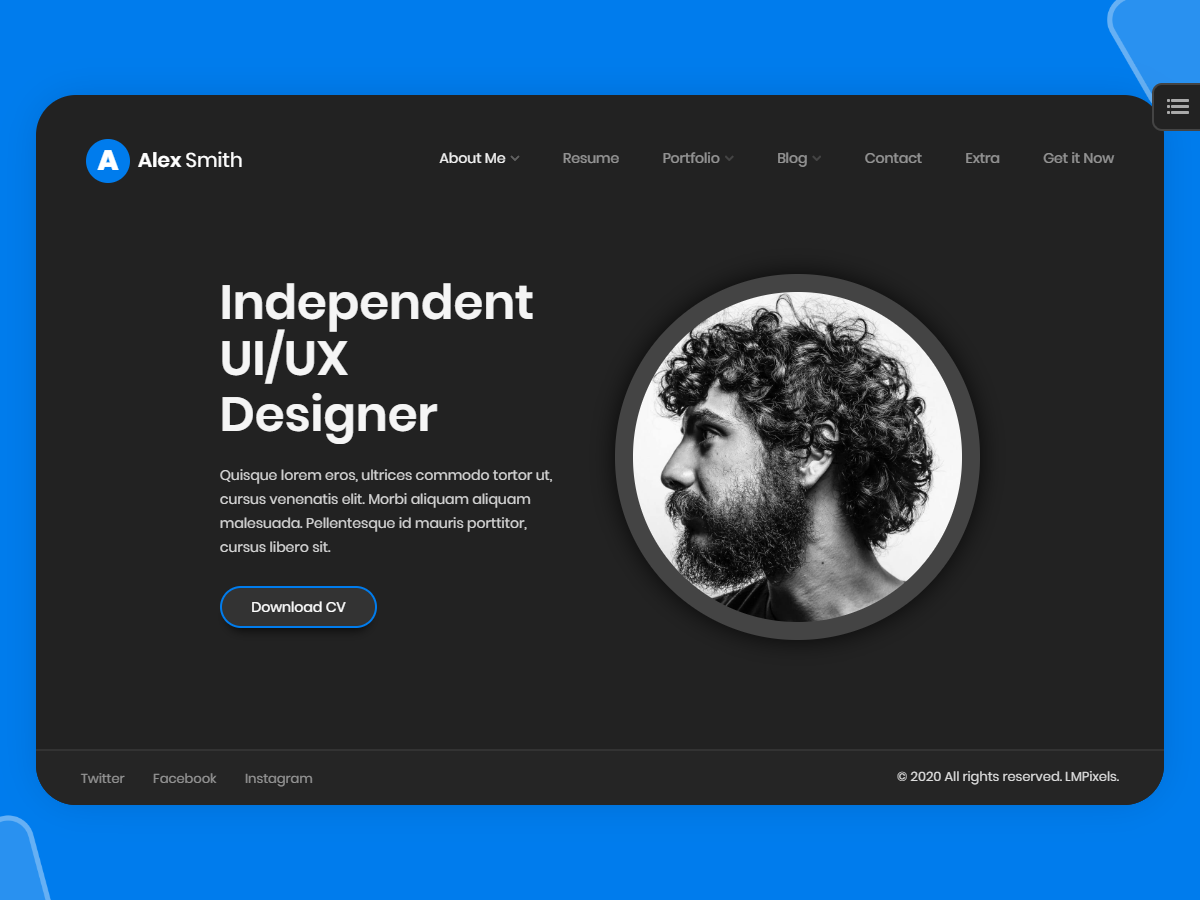 A Alex Smith
About Me Resume Portfolio Blog Contact Extra Get it Now
Independent
UI/UX
Designer
Quisque lorem eros, ultrices commodo tortor ut,
cursus venenatis elit. Morbi aliquam aliquam
malesuada. Pellentesque id mauris porttitor,
cursus libero sit.
Download CV
Twitter Facebook Instagram
© 2020 All rights reserved. LMPixels.